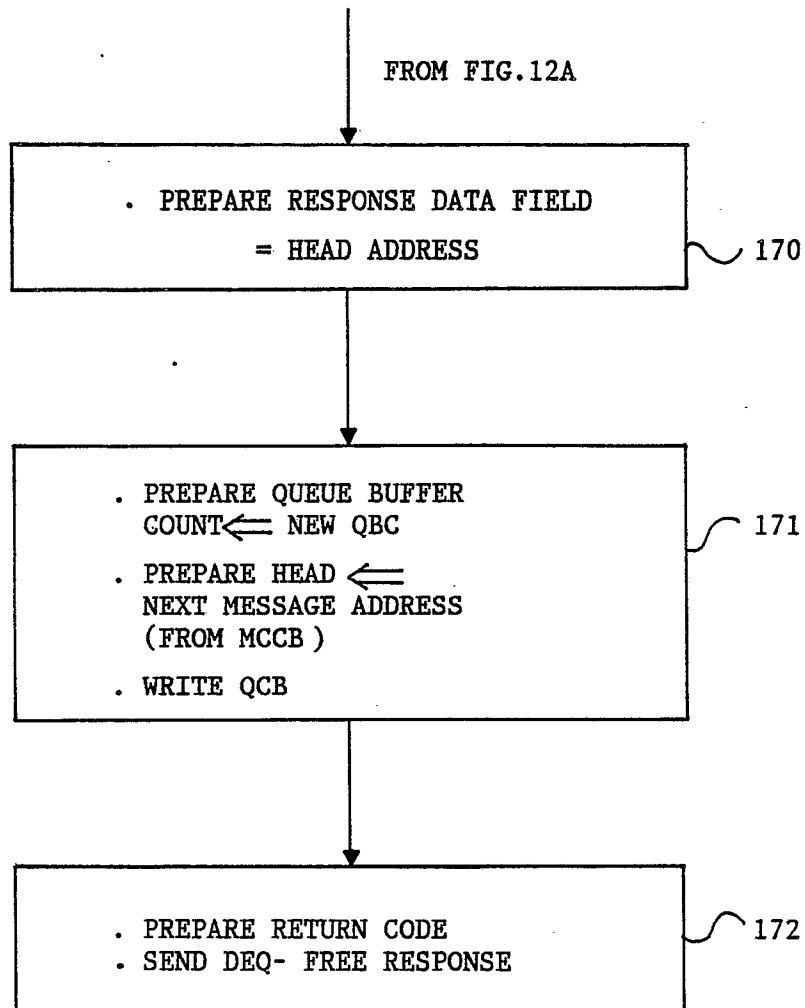 FROM FIG.12A
. PREPARE RESPONSE DATA FIELD
= HEAD ADDRESS
170
. PREPARE QUEUE BUFFER
COUNT⇐ NEW QBC
171
. PREPARE HEAD ⇐
NEXT MESSAGE ADDRESS
(FROM MCCB )
. WRITE QCB
. PREPARE RETURN CODE
172
. SEND DEQ- FREE RESPONSE